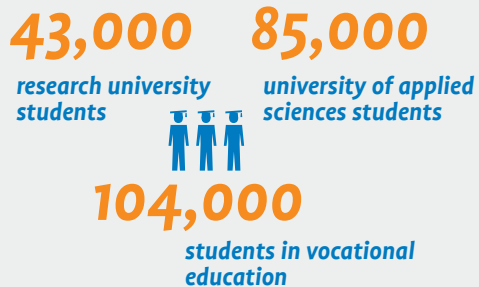 43,000
research university
students
85,000
university of applied
sciences students
104,000
students in vocational
education